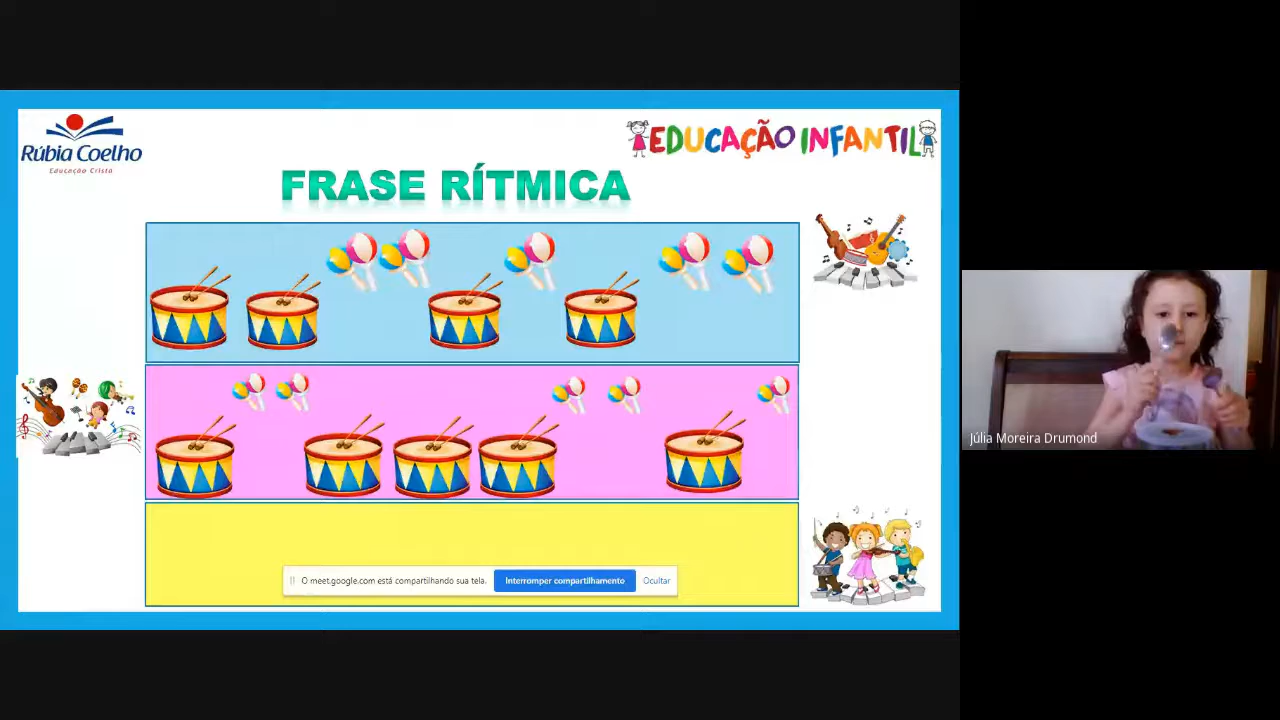 Rúbia Coelho
Educação Cristã
EDUCAÇÃO INFANTIL
FRASE RÍTMICA
O meet.google.com está compartilhando sua tela.
Interromper compartilhamento
Ocultar
Júlia Moreira Drumond